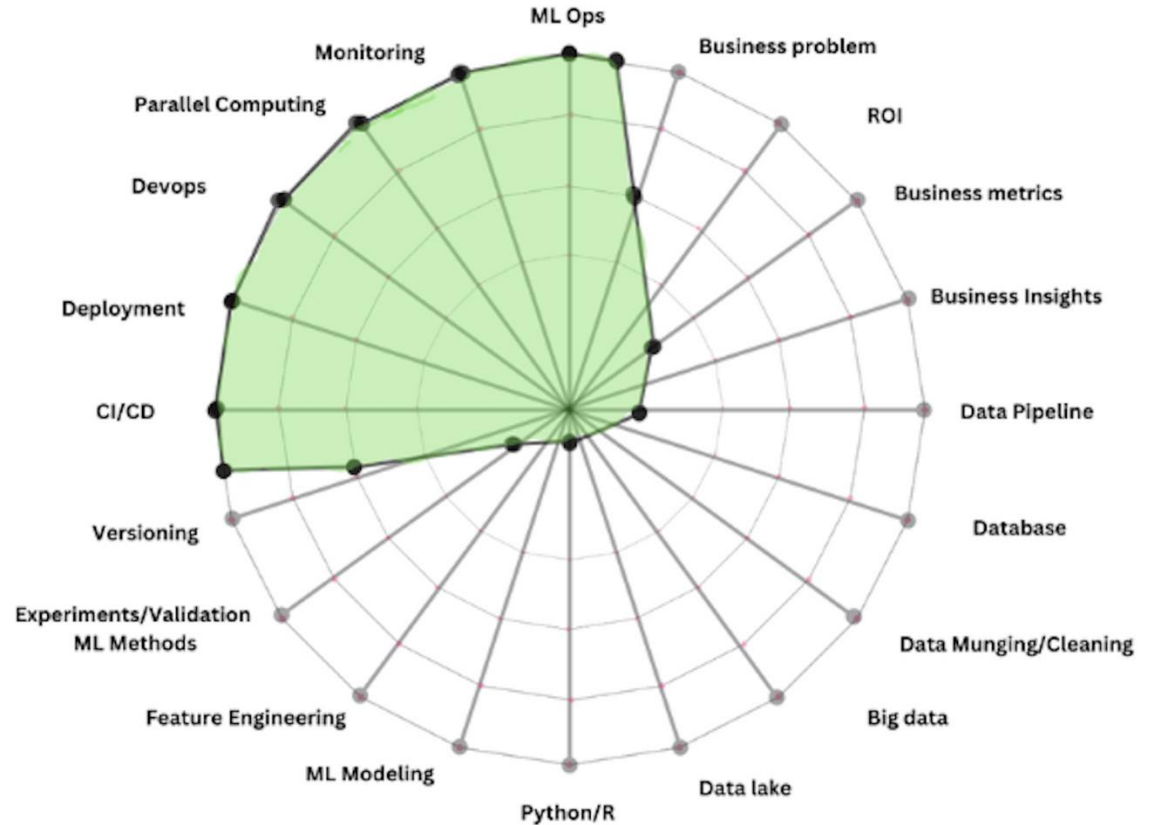 ML Ops
Business problem
Monitoring
Parallel Computing
ROI
Devops
Business metrics
Business Insights
Deployment
CI/CD
Data Pipeline
Versioning
Database
Experiments/Validation
ML Methods
Data Munging/Cleaning
Feature Engineering
Big data
ML Modeling
Data lake
Python/R